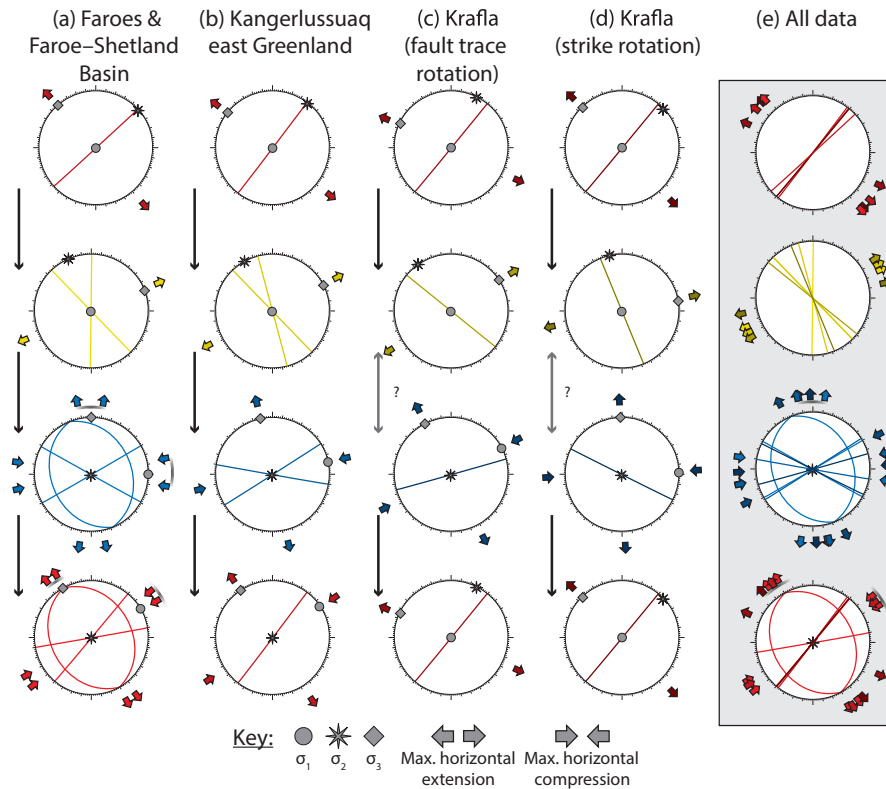 (a) Faroes &
Faroe–Shetland
Basin
(b) Kangerlussuaq
east Greenland
(c) Krafla
(fault trace
rotation)
(d) Krafla
(strike rotation)
(e) All data
?
?
Key:
σ1
σ2
σ3
Max. horizontal
extension
Max. horizontal
compression